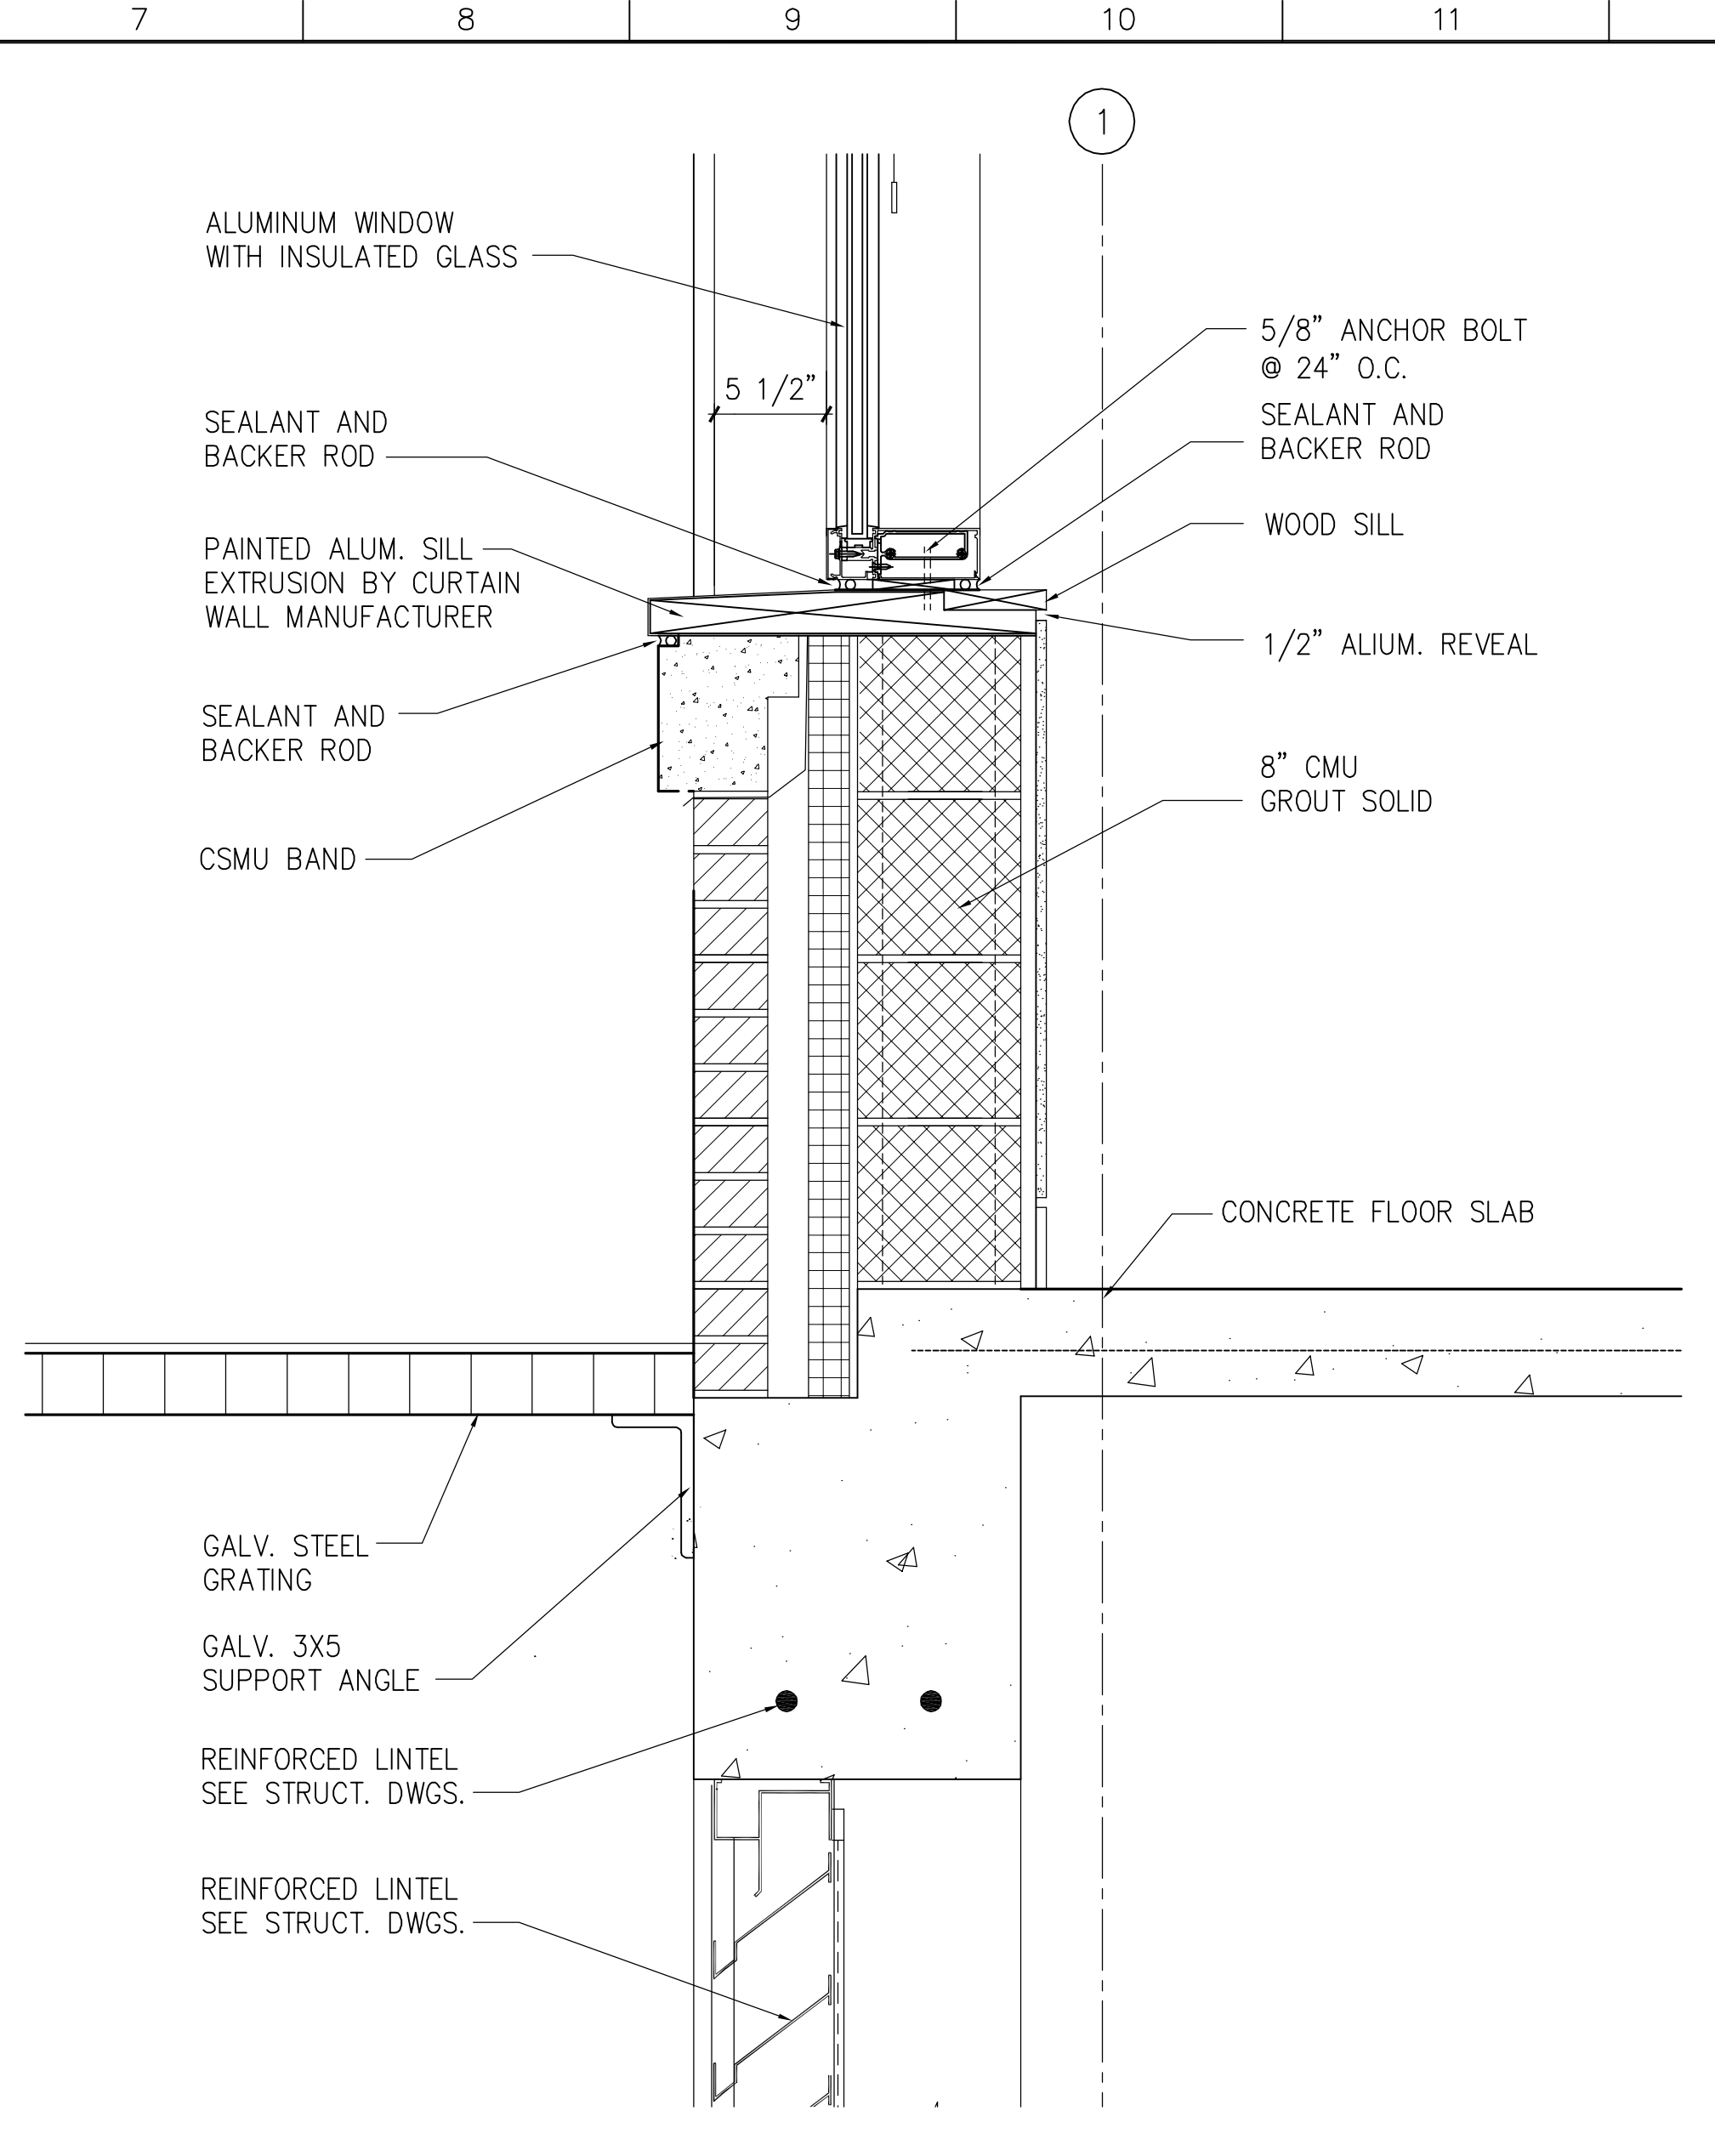 7 8 9 10 11
1
ALUMINUM WINDOW
WITH INSULATED GLASS
5/8” ANCHOR BOLT
@ 24” O.C.
5 1/2”
SEALANT AND
BACKER ROD
SEALANT AND
BACKER ROD
WOOD SILL
PAINTED ALUM. SILL
EXTRUSION BY CURTAIN
WALL MANUFACTURER
1/2” ALIUM. REVEAL
SEALANT AND
BACKER ROD
8” CMU
GROUT SOLID
CSMU BAND
CONCRETE FLOOR SLAB
GALV. STEEL
GRATING
GALV. 3X5
SUPPORT ANGLE
REINFORCED LINTEL
SEE STRUCT. DWGS.
REINFORCED LINTEL
SEE STRUCT. DWGS.